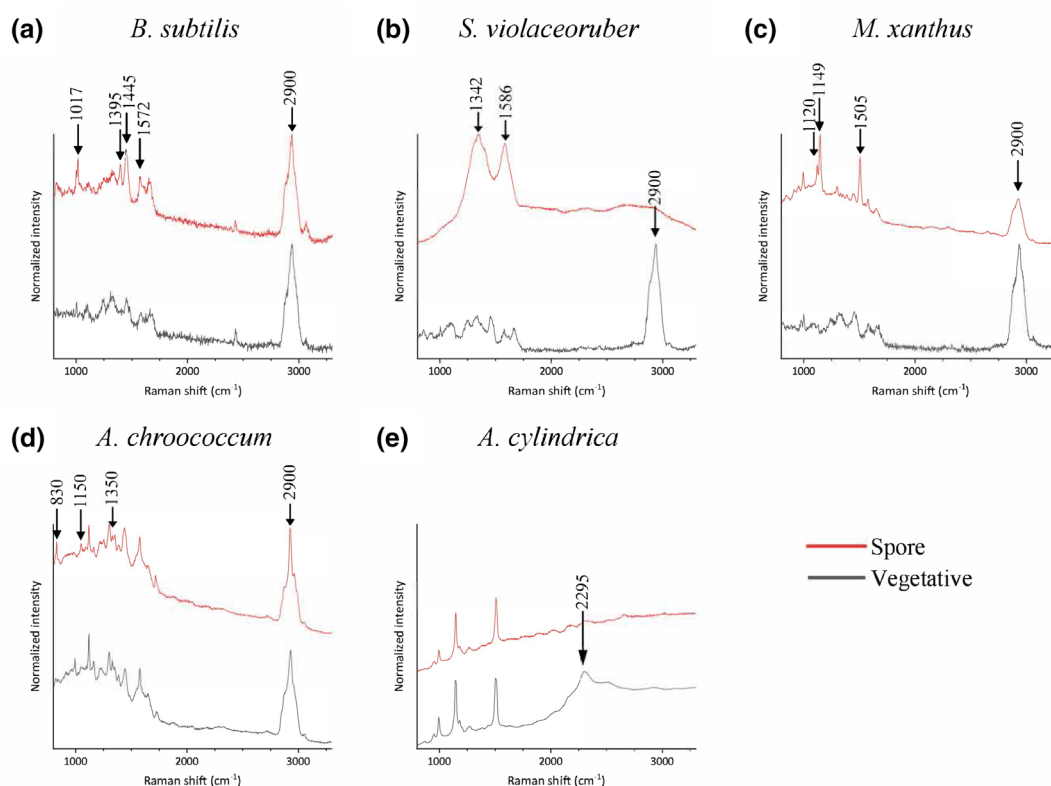 (a) B. subtilis
1017
1395
1445
1572
2900
Normalized intensity
1000 2000 3000
Raman shift (cm⁻¹)
(b) S. violaceoruber
1342
1586
2900
Normalized intensity
1000 2000 3000
Raman shift (cm⁻¹)
(c) M. xanthus
1120
1149
1505
2900
Normalized intensity
1000 2000 3000
Raman shift (cm⁻¹)
(d) A. chroococcum
830
1150
1350
2900
Normalized intensity
1000 2000 3000
Raman shift (cm⁻¹)
(e) A. cylindrica
2295
Normalized intensity
1000 2000 3000
Raman shift (cm⁻¹)
Spore
Vegetative